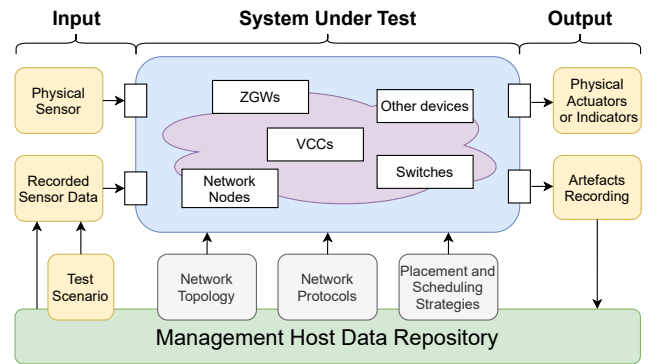 Input
System Under Test
Output
Physical
Sensor
ZGWs
Other devices
Physical
Actuators
or Indicators
VCCs
Recorded
Sensor Data
Network
Nodes
Switches
Artefacts
Recording
Test
Scenario
Network
Topology
Network
Protocols
Placement and
Scheduling
Strategies
Management Host Data Repository